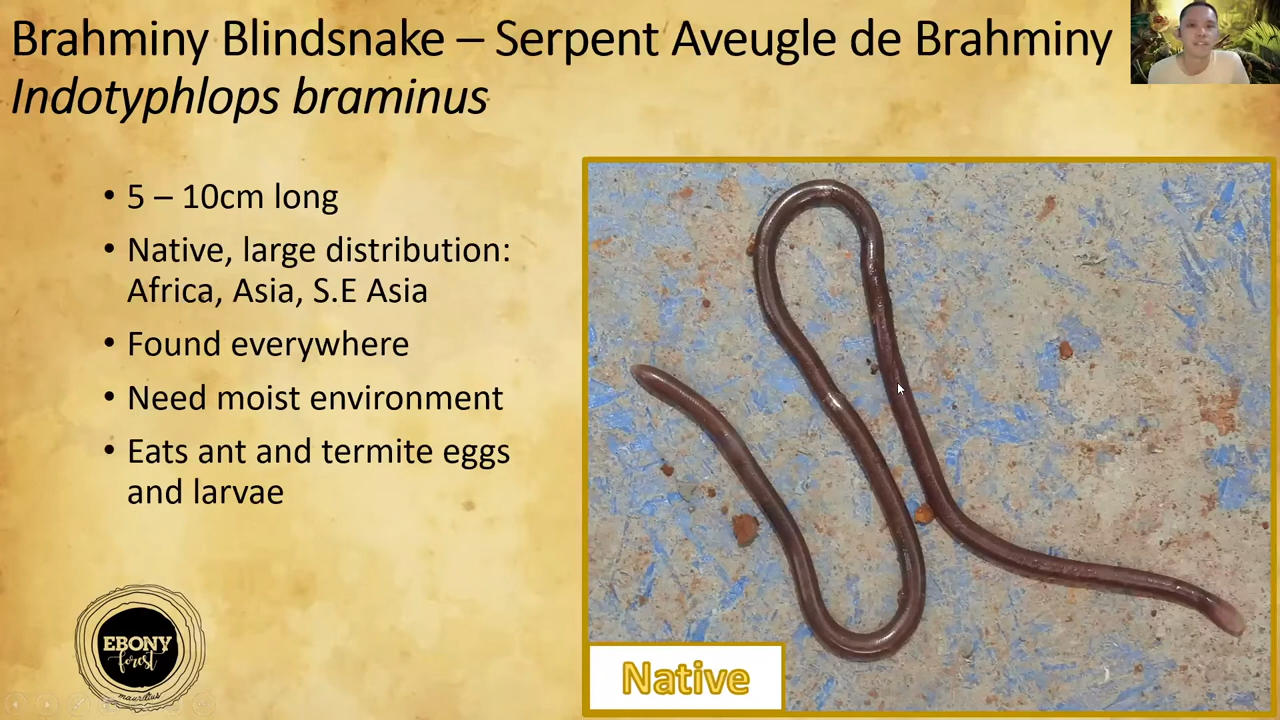 Brahminy Blindsnake – Serpent Aveugle de Brahminy
Indotyphlops braminus
• 5 – 10cm long
• Native, large distribution:
Africa, Asia, S.E Asia
• Found everywhere
• Need moist environment
• Eats ant and termite eggs
and larvae
EBONY
forest
mauritius
Native